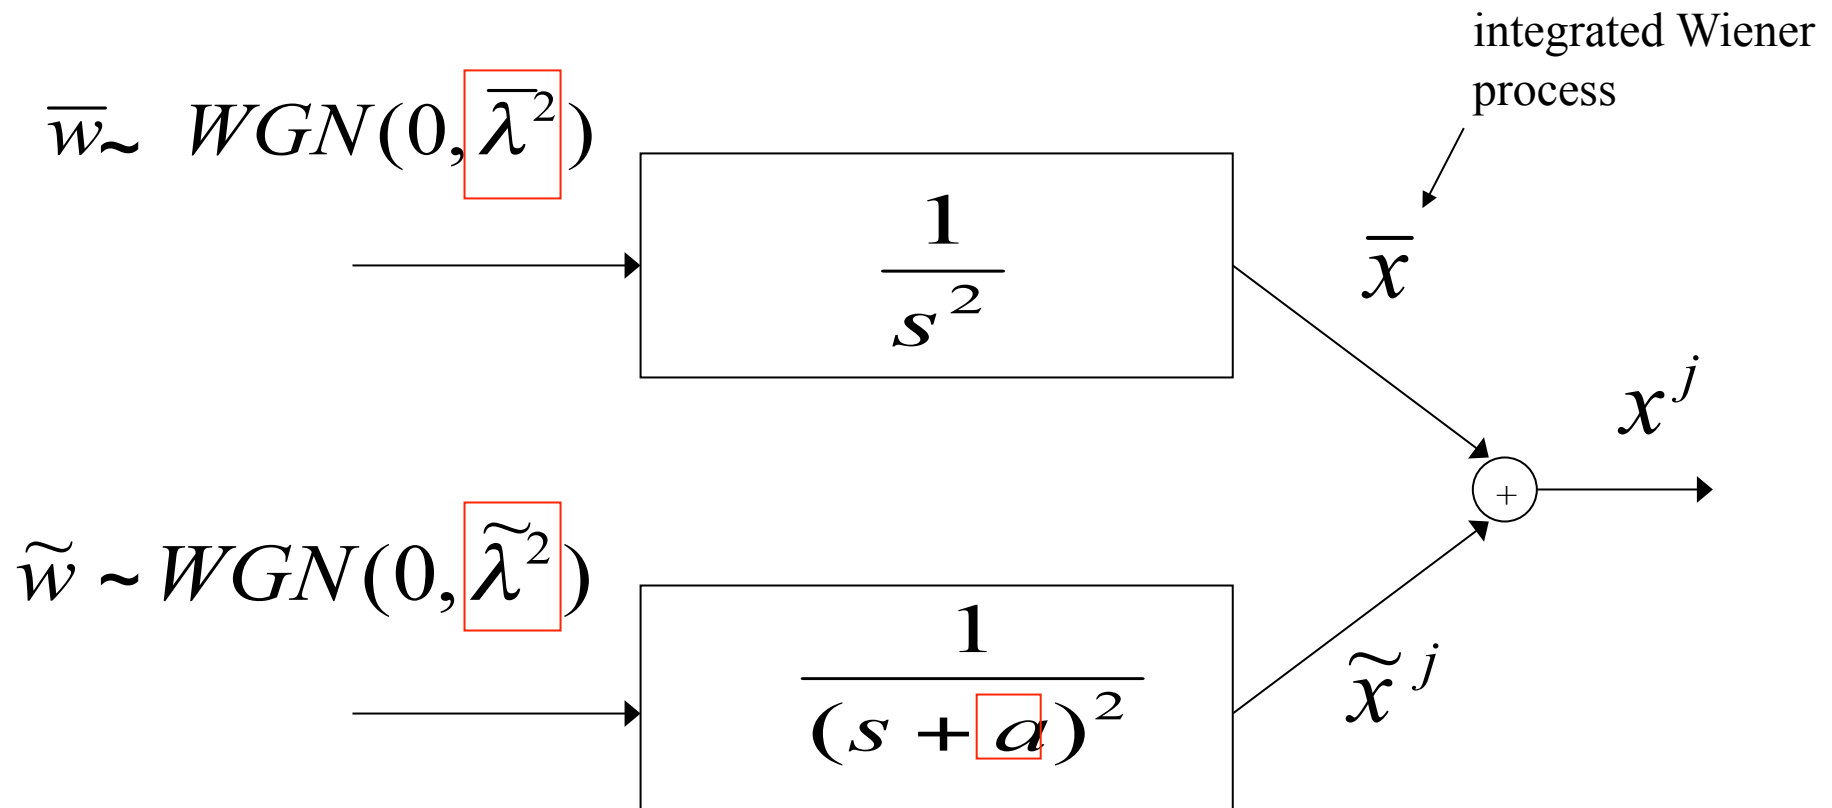 integrated Wiener
process
w̅ ~ WGN(0, λ̅²)
1
s²
x̅
x^j
+
w̃ ~ WGN(0, λ̃²)
1
(s + a)²
x̃^j